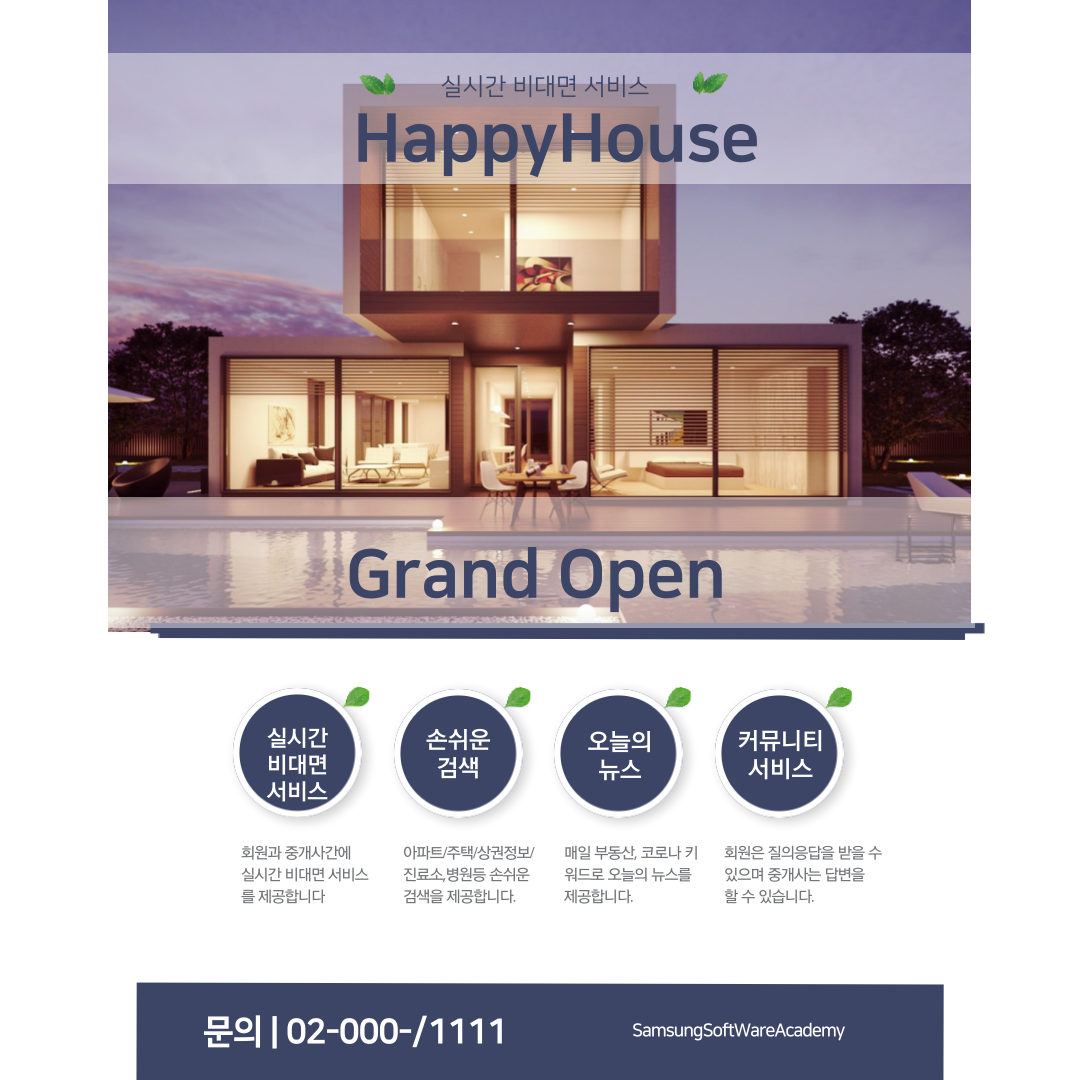 실시간 비대면 서비스
HappyHouse
Grand Open
실시간
비대면
서비스
손쉬운
검색
오늘의
뉴스
커뮤니티
서비스
회원과 중개사간에
실시간 비대면 서비스
를 제공합니다
아파트/주택/상권정보/
진료소,병원등 손쉬운
검색을 제공합니다.
매일 부동산, 코로나 키
워드로 오늘의 뉴스를
제공합니다.
회원은 질의응답을 받을 수
있으며 중개사는 답변을
할 수 있습니다.
문의 | 02-000-/1111
SamsungSoftWareAcademy